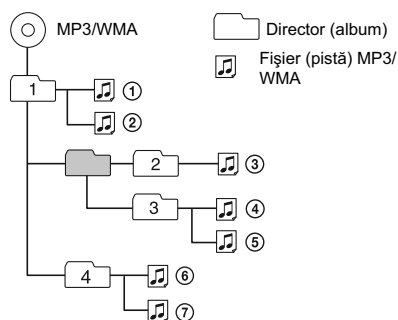 MP3/WMA
Director (album)
Fişier (pistă) MP3/
WMA
1
①
②
2
③
3
④
⑤
4
⑥
⑦